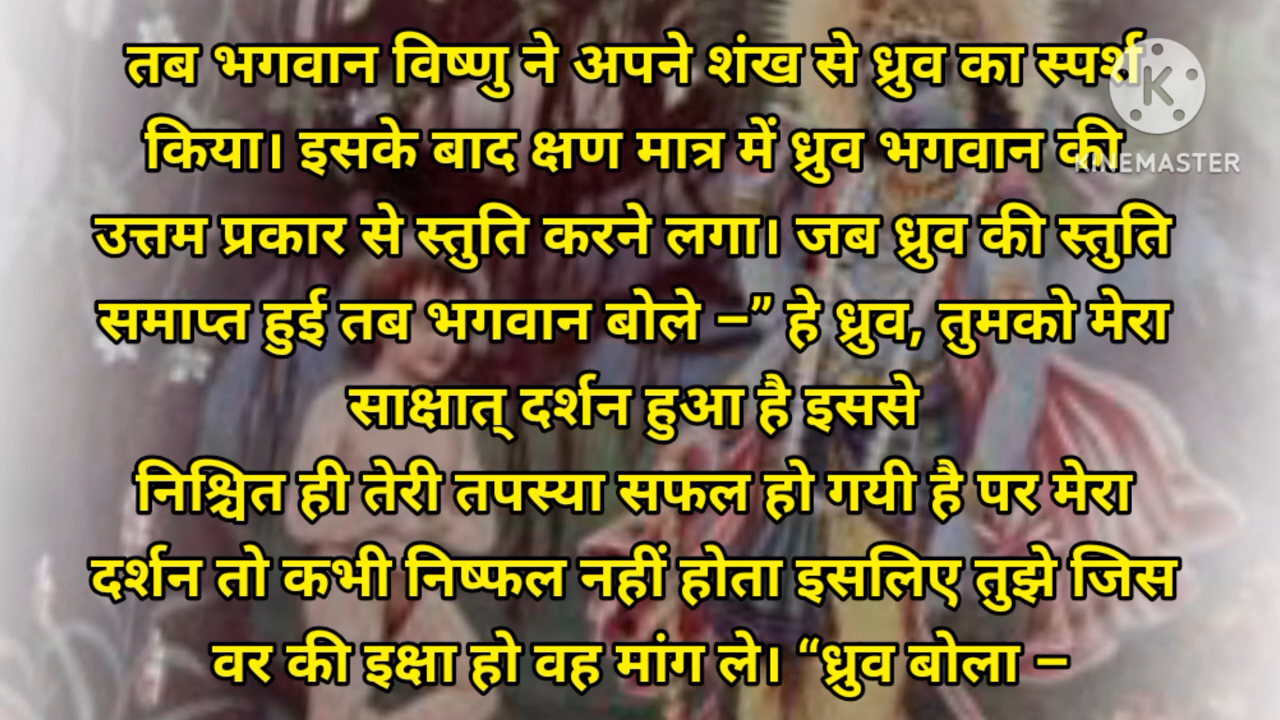 तब भगवान विष्णु ने अपने शंख से ध्रुव का स्पर्श
किया। इसके बाद क्षण मात्र में ध्रुव भगवान की
उत्तम प्रकार से स्तुति करने लगा। जब ध्रुव की स्तुति
समाप्त हुई तब भगवान बोले –” हे ध्रुव, तुमको मेरा
साक्षात् दर्शन हुआ है इससे
निश्चित ही तेरी तपस्या सफल हो गयी है पर मेरा
दर्शन तो कभी निष्फल नहीं होता इसलिए तुझे जिस
वर की इक्षा हो वह मांग ले। “ध्रुव बोला –
K
KINEMASTER